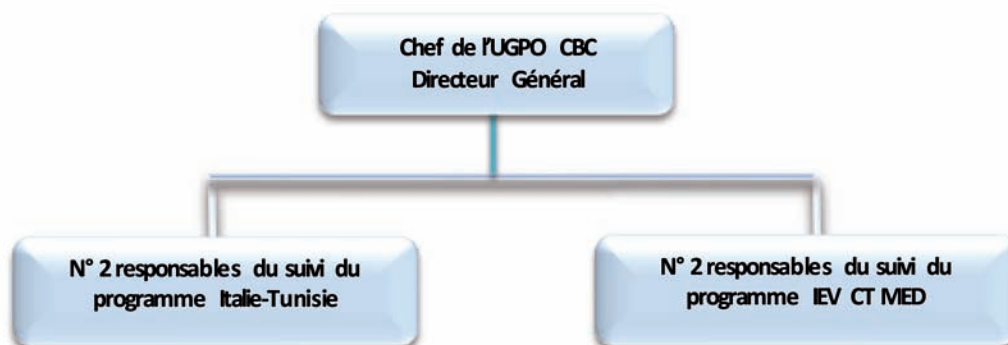 Chef de l'UGPO CBC
Directeur Général
N° 2 responsables du suivi du
programme Italie-Tunisie
N° 2 responsables du suivi du
programme IEV CT MED